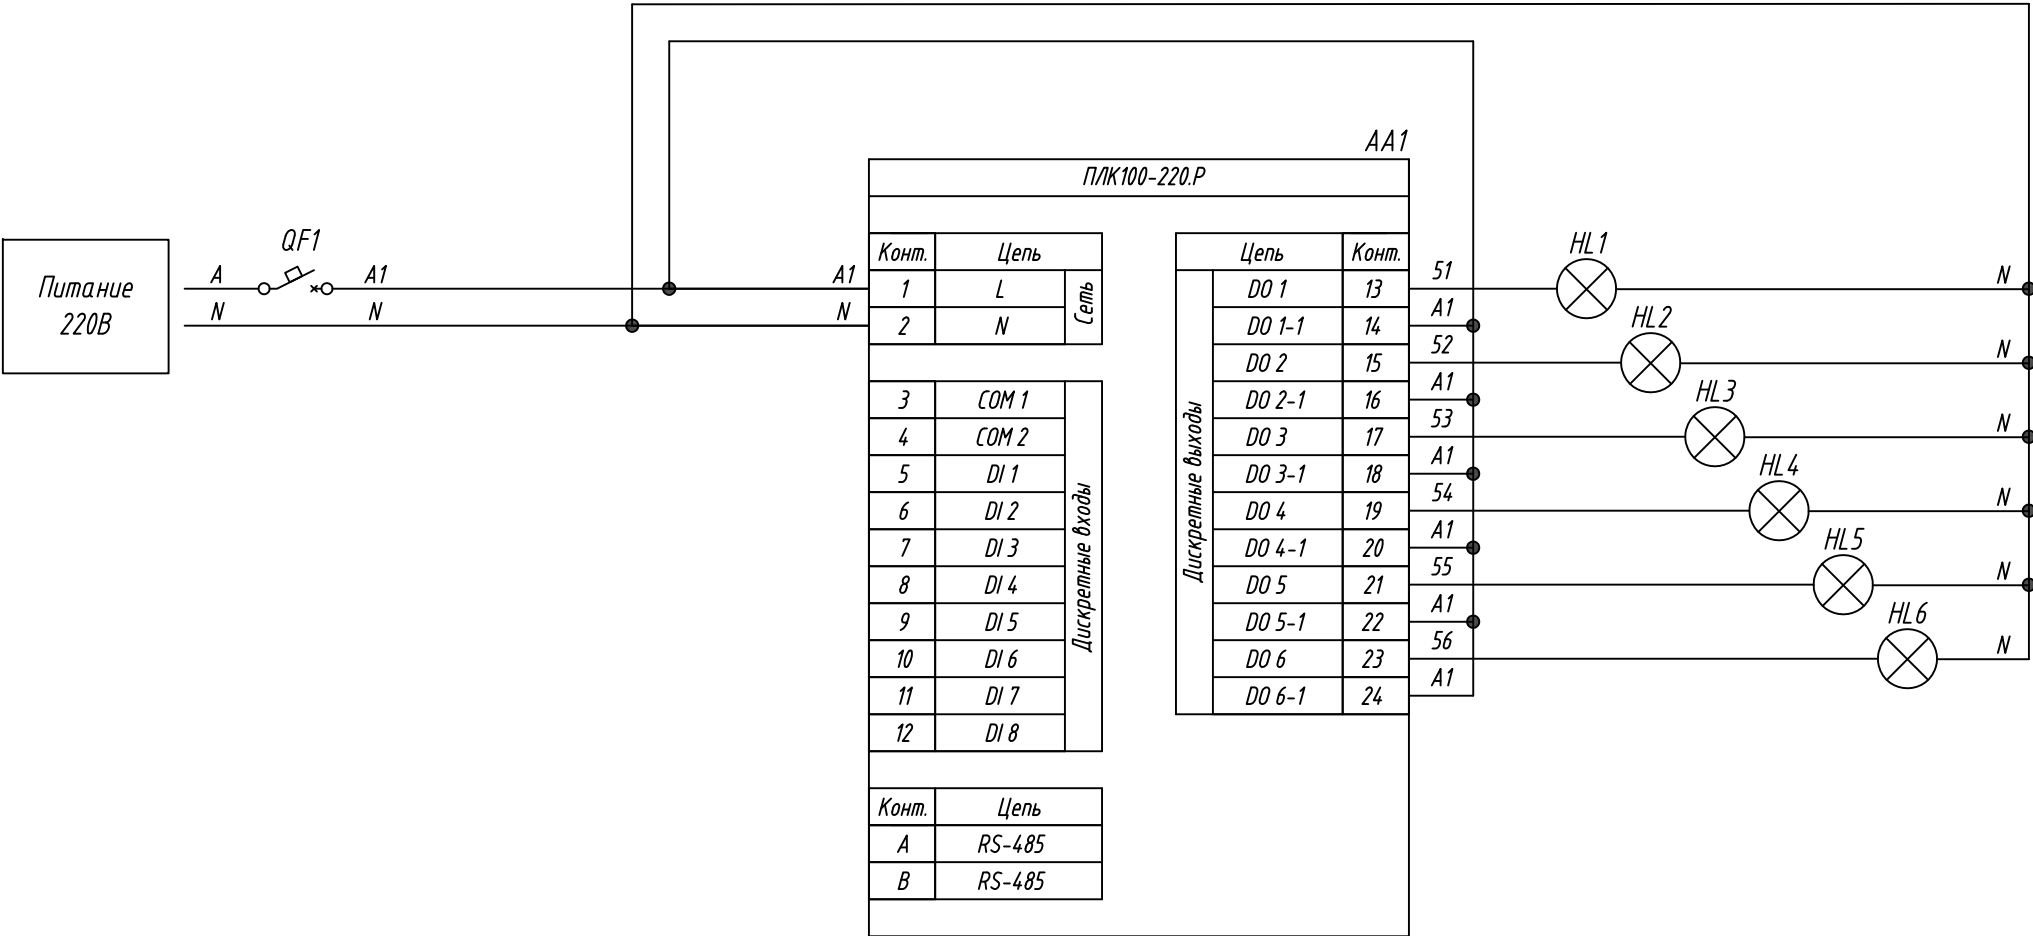 AA1
ПЛК100-220.Р
Питание
220В
QF1
A
A1
N
N
A1
N
Конт.
Цепь
1
L
2
N
Сеть
3
COM 1
4
COM 2
5
DI 1
6
DI 2
7
DI 3
8
DI 4
9
DI 5
10
DI 6
11
DI 7
12
DI 8
Дискретные входы
Конт.
Цепь
A
RS-485
B
RS-485
Цепь
Конт.
Дискретные выходы
DO 1
13
DO 1-1
14
DO 2
15
DO 2-1
16
DO 3
17
DO 3-1
18
DO 4
19
DO 4-1
20
DO 5
21
DO 5-1
22
DO 6
23
DO 6-1
24
51
A1
52
A1
53
A1
54
A1
55
A1
56
A1
HL1
N
HL2
N
HL3
N
HL4
N
HL5
N
HL6
N